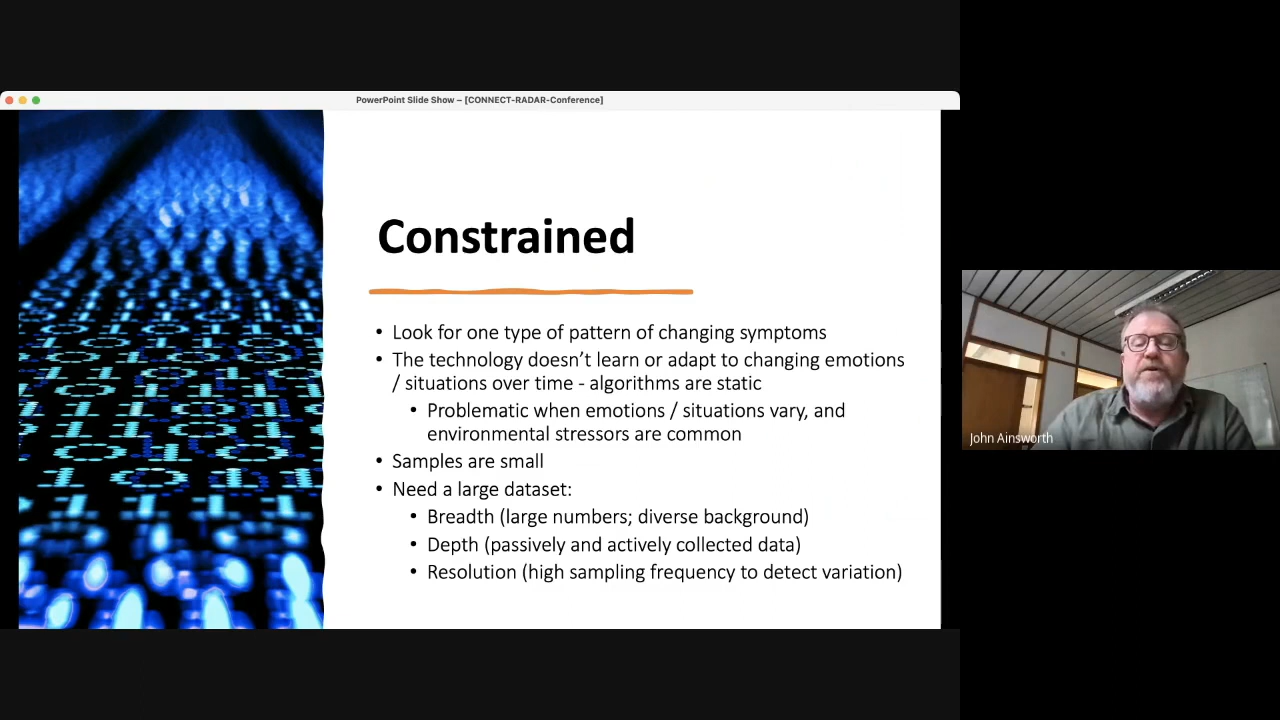 PowerPoint Slide Show – [CONNECT-RADAR-Conference]
Constrained
• Look for one type of pattern of changing symptoms
• The technology doesn't learn or adapt to changing emotions
/ situations over time - algorithms are static
• Problematic when emotions / situations vary, and
environmental stressors are common
• Samples are small
• Need a large dataset:
• Breadth (large numbers; diverse background)
• Depth (passively and actively collected data)
• Resolution (high sampling frequency to detect variation)
John Ainsworth